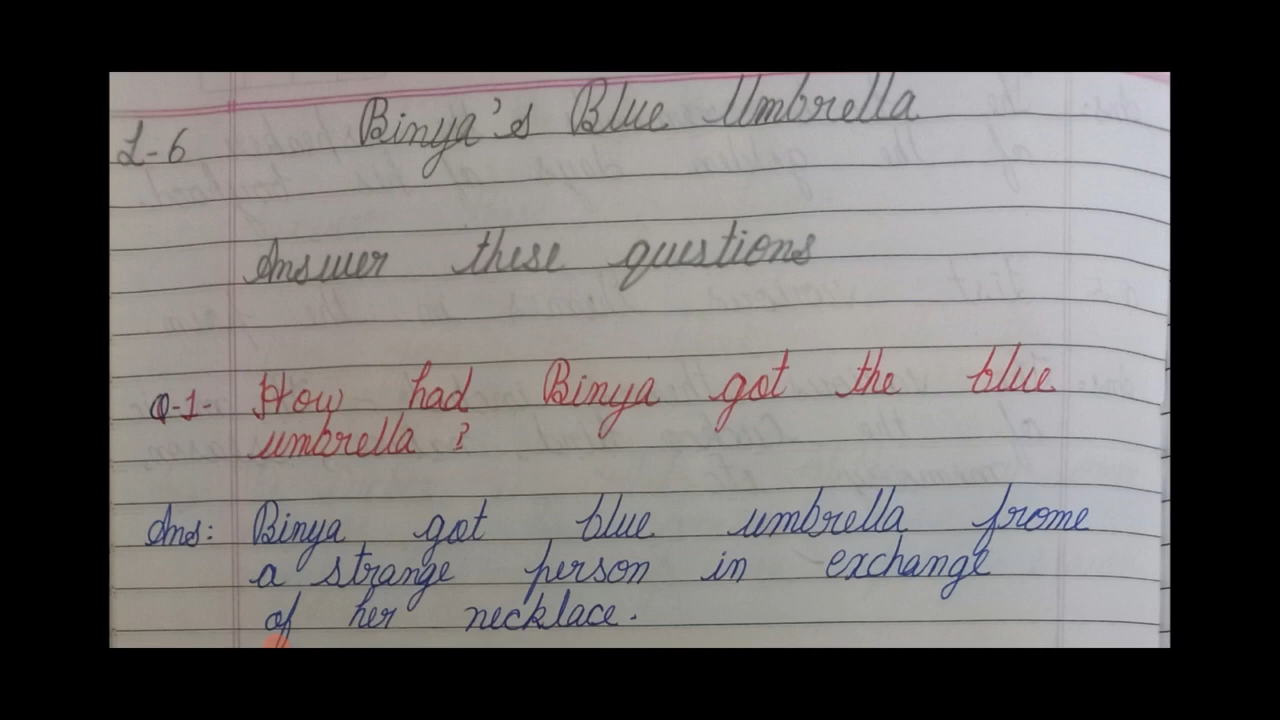 L-6 Binya's Blue Umbrella
Answer these questions
Q-1- How had Binya got the blue
umbrella?
Ans: Binya got blue umbrella frome
a strange person in exchange
of her necklace.